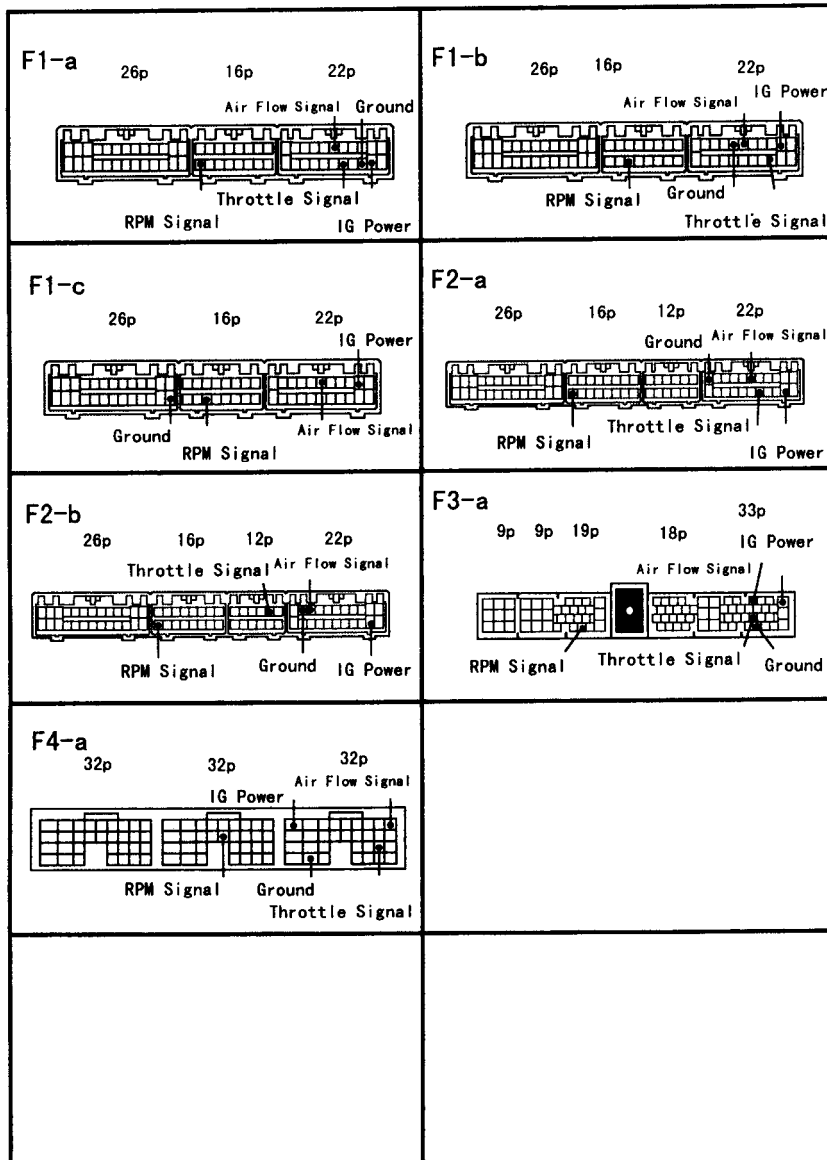 F1-a
26p 16p 22p
Air Flow Signal Ground
Throttle Signal
RPM Signal IG Power
F1-b
26p 16p 22p
IG Power
Air Flow Signal
RPM Signal Ground
Throttle Signal
F1-c
26p 16p 22p
IG Power
Ground RPM Signal Air Flow Signal
F2-a
26p 16p 12p 22p
Ground Air Flow Signal
RPM Signal Throttle Signal
IG Power
F2-b
26p 16p 12p 22p
Throttle Signal Air Flow Signal
RPM Signal Ground IG Power
F3-a
33p
9p 9p 19p 18p IG Power
Air Flow Signal
RPM Signal Throttle Signal Ground
F4-a
32p 32p 32p
Air Flow Signal
IG Power
RPM Signal Ground
Throttle Signal